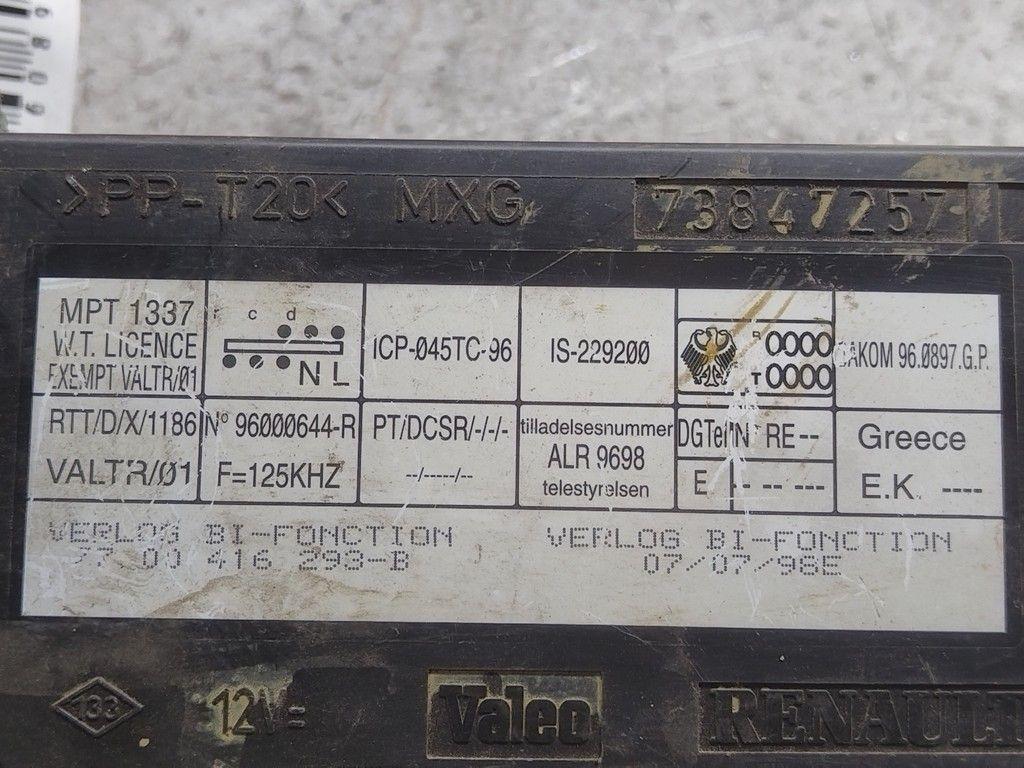 >PP-T20< MXG 73847257
MPT 1337
W.T. LICENCE
EXEMPT VALTR/01
r c d
NL
ICP-045TC-96
IS-229200
S 0000
T 0000
CAKOM 96.0897.G.P.
RTT/D/X/1186
VALTR/01
N° 96000644-R
F=125KHZ
PT/DCSR/-/-/-
--/-----/--
tilladelsesnummer
ALR 9698
telestyrelsen
DGTel N° RE--
E -- -- ---
Greece
E.K. ----
VERLOG BI-FONCTION
77 00 416 293-B
VERLOG BI-FONCTION
07/07/98E
133
12V=
Valeo
RENAULT